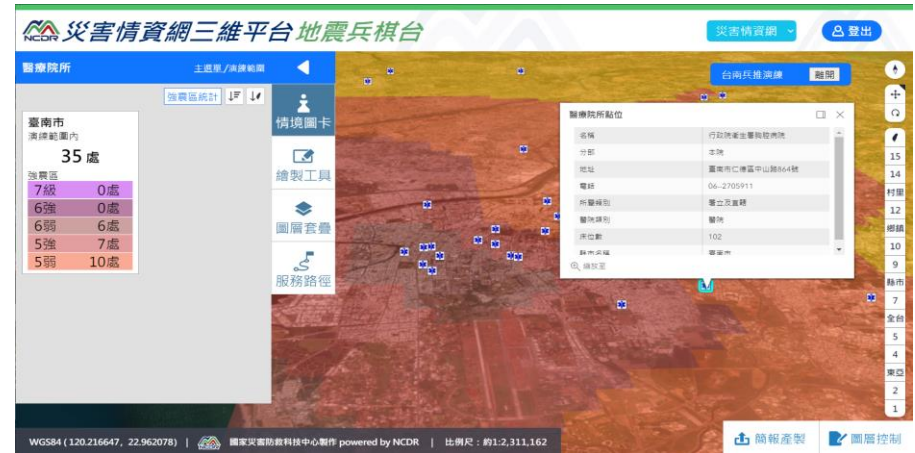 NCDR 災害情資網三維平台地震兵棋台
災害情資網
登出
醫療院所 主選單/演練範圍
強震區統計
臺南市
演練範圍內
35 處
強震區
7級 0處
6強 0處
6弱 6處
5強 7處
5弱 10處
情境圖卡
繪製工具
圖層套疊
服務路徑
台南兵推演練 離開
醫療院所點位
名稱 行政院衛生署胸腔病院
分部 本院
地址 臺南市仁德區中山路864號
電話 06-2705911
所屬類別 署立及直轄
醫院類別 醫院
床位數 102
縣市名稱 臺南市
縮放至
15
14
村里
12
鄉鎮
10
9
縣市
7
全台
5
4
東亞
2
1
WGS84 ( 120.216647, 22.962078) | 國家災害防救科技中心製作 powered by NCDR | 比例尺：約1:2,311,162
簡報產製
圖層控制